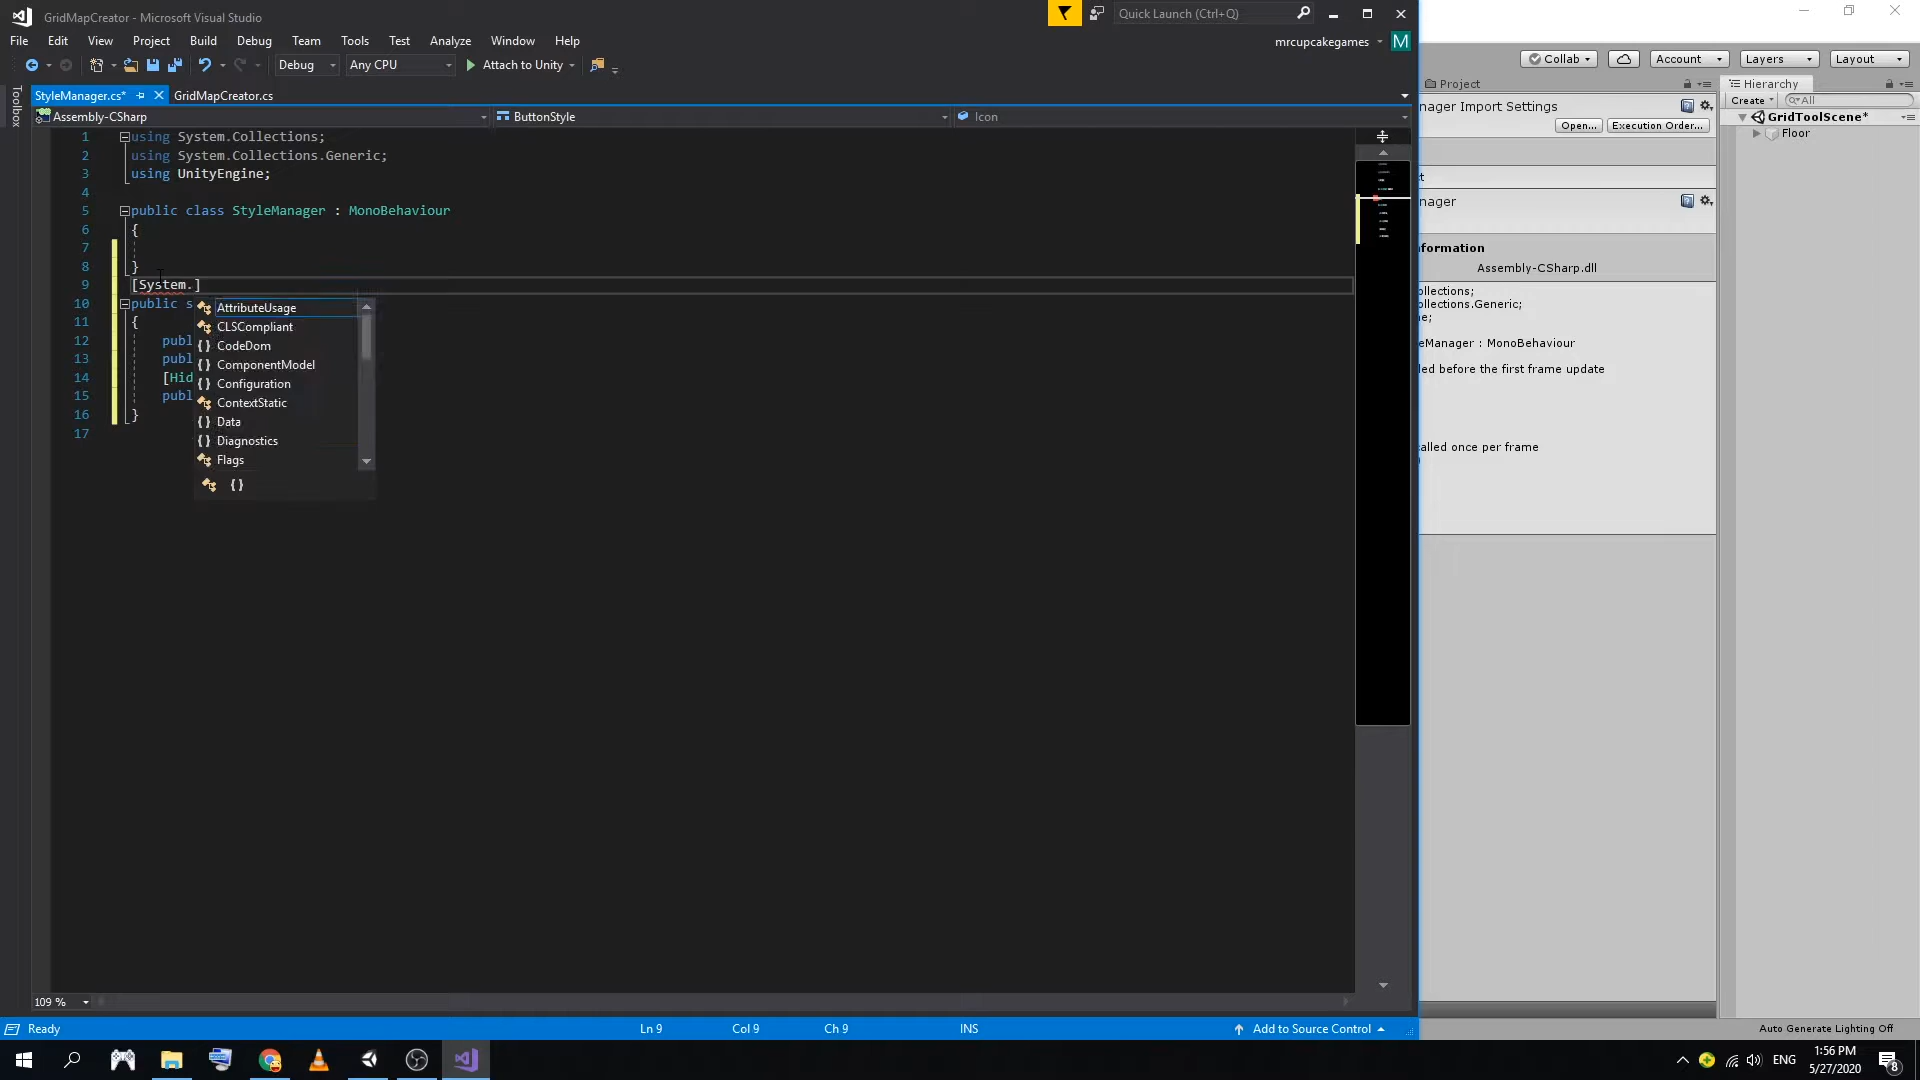 GridMapCreator - Microsoft Visual Studio
Quick Launch (Ctrl+Q)
File Edit View Project Build Debug Team Tools Test Analyze Window Help
mrcupcakegames
M
Debug Any CPU Attach to Unity
Collab Account Layers Layout
Toolbox
StyleManager.cs* GridMapCreator.cs
Project
Hierarchy
Assembly-CSharp ButtonStyle Icon
nager Import Settings
Create All
Open... Execution Order...
GridToolScene*
Floor
1 using System.Collections;
2 using System.Collections.Generic;
3 using UnityEngine;
4
5 public class StyleManager : MonoBehaviour
6 {
7
8 }
9 [System.]
10 public s
11 {
12 publ
13 publ
14 [Hid
15 publ
16 }
17
AttributeUsage
CLSCompliant
{ } CodeDom
{ } ComponentModel
{ } Configuration
ContextStatic
{ } Data
{ } Diagnostics
Flags
{ }
nager
formation
Assembly-CSharp.dll
ollections;
ollections.Generic;
ne;
leManager : MonoBehaviour
led before the first frame update
alled once per frame
109 %
Ready Ln 9 Col 9 Ch 9 INS Add to Source Control
Auto Generate Lighting Off
ENG
1:56 PM
5/27/2020
8